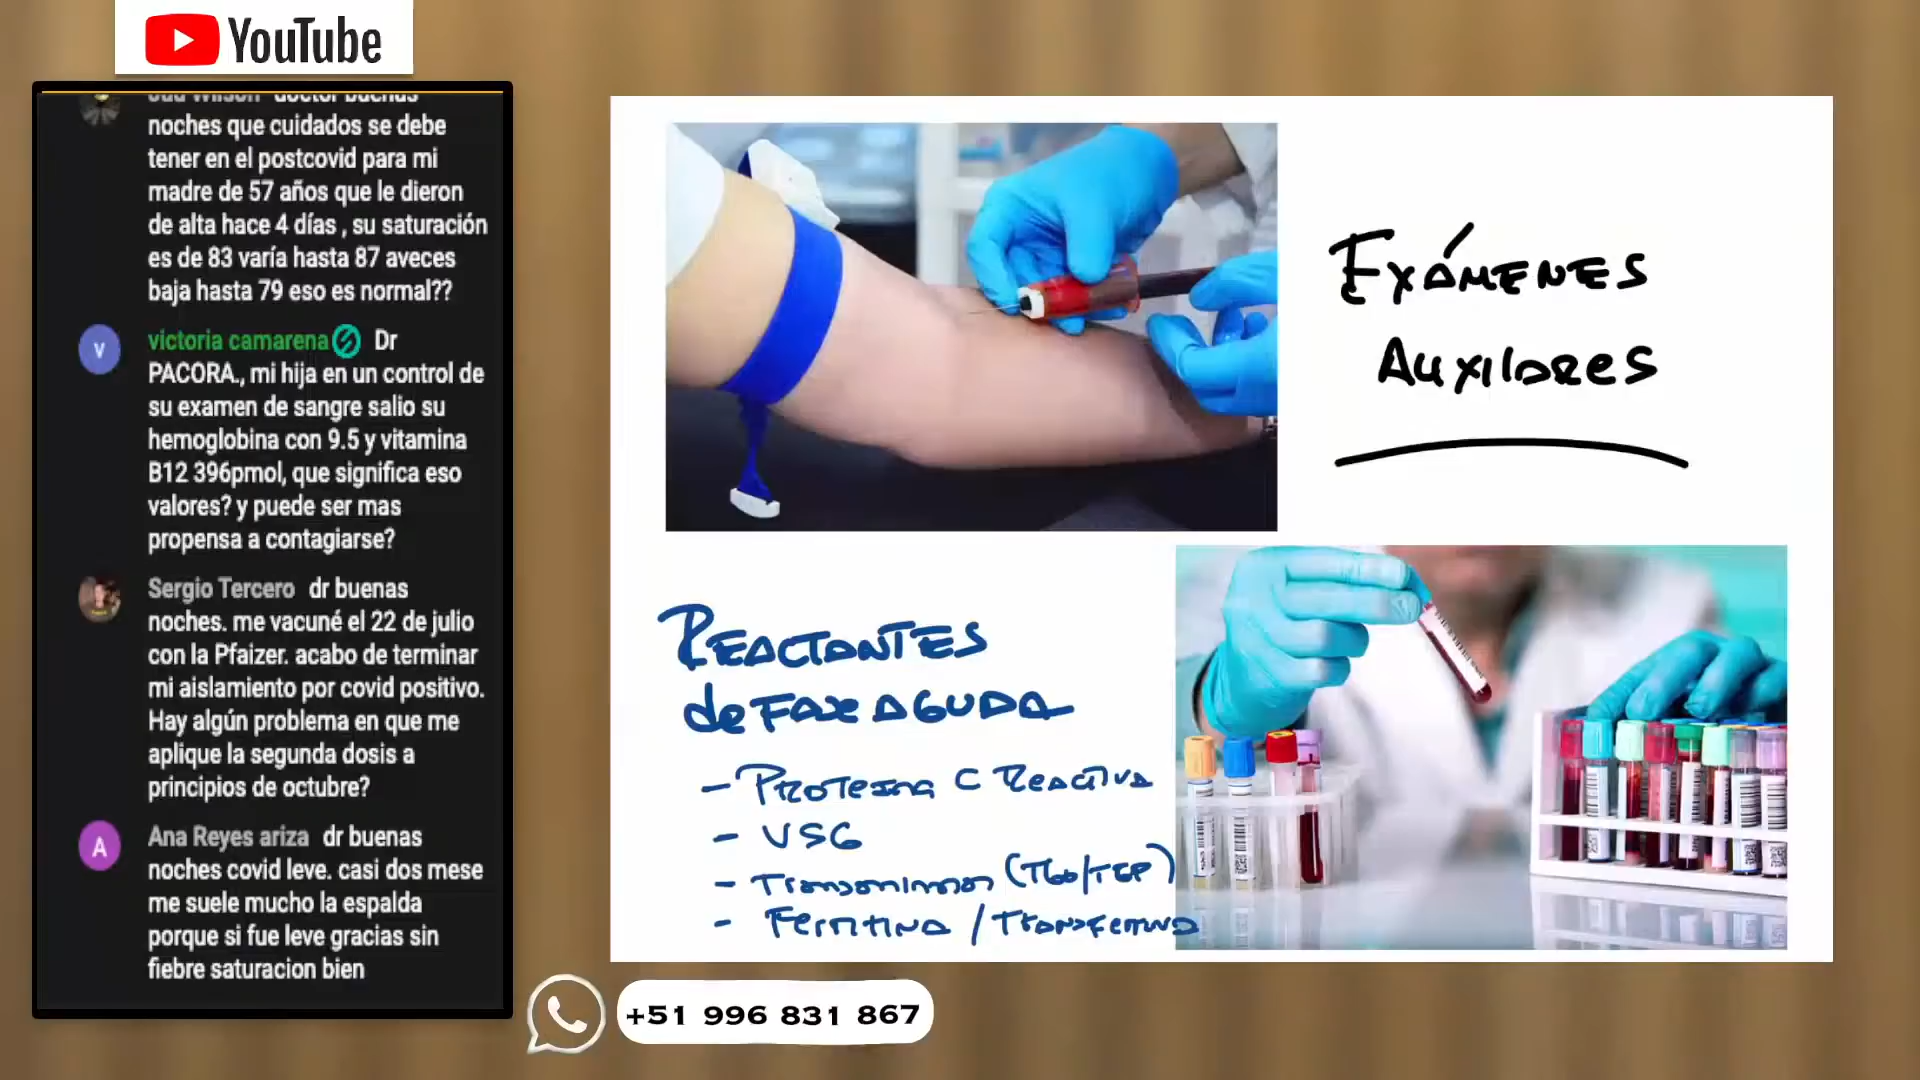 YouTube
doctor buenas
noches que cuidados se debe
tener en el postcovid para mi
madre de 57 años que le dieron
de alta hace 4 días , su saturación
es de 83 varía hasta 87 aveces
baja hasta 79 eso es normal??
V
victoria camarena Dr
PACORA., mi hija en un control de
su examen de sangre salio su
hemoglobina con 9.5 y vitamina
B12 396pmol, que significa eso
valores? y puede ser mas
propensa a contagiarse?
Sergio Tercero dr buenas
noches. me vacuné el 22 de julio
con la Pfaizer. acabo de terminar
mi aislamiento por covid positivo.
Hay algún problema en que me
aplique la segunda dosis a
principios de octubre?
A
Ana Reyes ariza dr buenas
noches covid leve. casi dos mese
me suele mucho la espalda
porque si fue leve gracias sin
fiebre saturacion bien
EXÁMENES
AUXILARES
REACTANTES
de FASE AGUDA
- PROTEINA C REACTIVA
- VSG
- (TGO/TGP)
- FERRITINA / TRANSFERRINA
+51 996 831 867